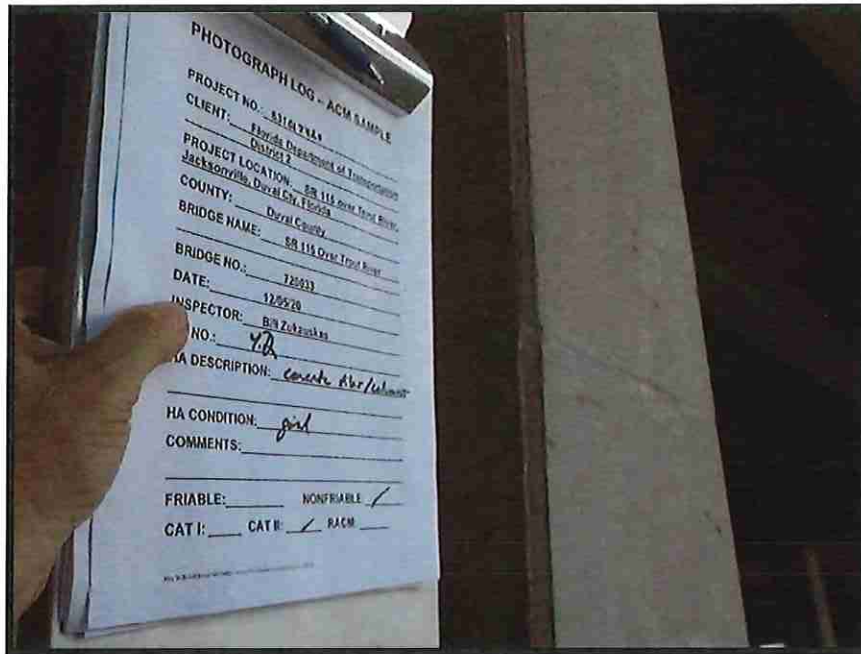 PHOTOGRAPH LOG - ACM SAMPLE
PROJECT NO.:
CLIENT: Florida Department of Transportation
District 2
PROJECT LOCATION: SR 115 over Trout River,
Jacksonville, Duval Cty, Florida
COUNTY: Duval County
BRIDGE NAME: SR 115 Over Trout River
BRIDGE NO.: 720033
DATE: 12/05/20
INSPECTOR: Bill Zukauskas
NO.:
HA DESCRIPTION: concrete
HA CONDITION: good
COMMENTS:
FRIABLE: NONFRIABLE /
CAT I: CAT II: / RACM